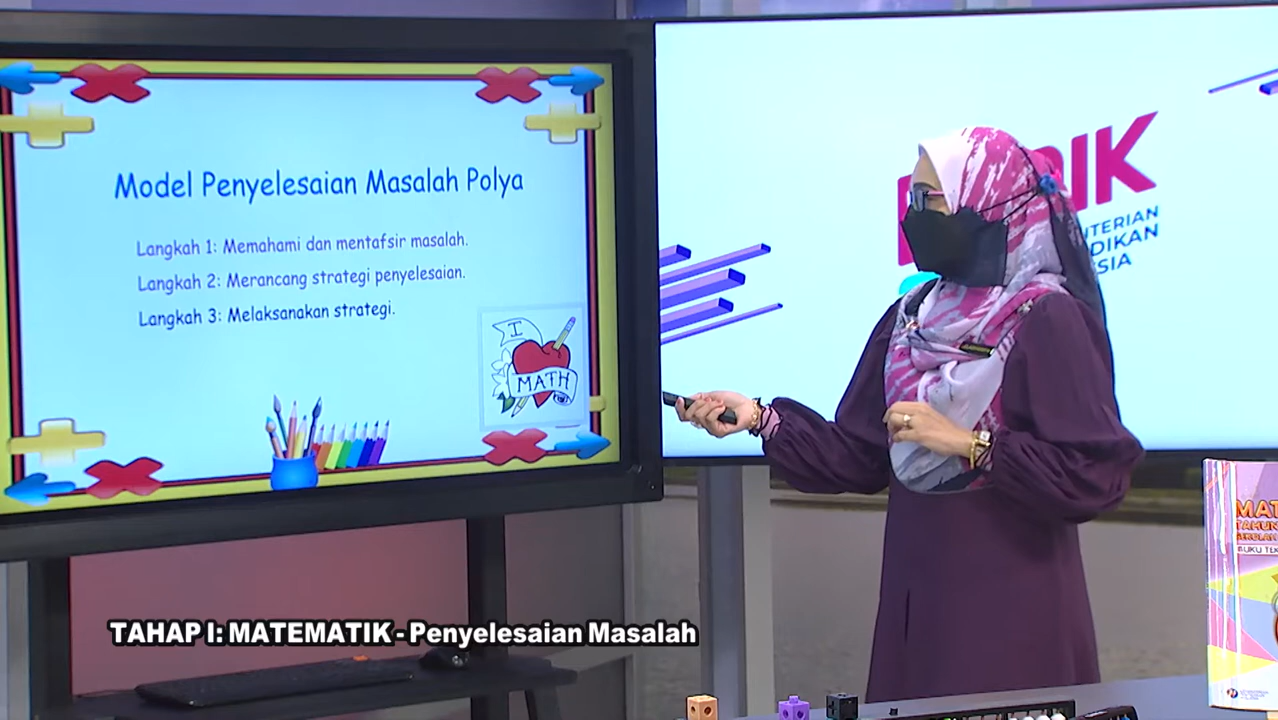 Model Penyelesaian Masalah Polya
Langkah 1: Memahami dan mentafsir masalah.
Langkah 2: Merancang strategi penyelesaian.
Langkah 3: Melaksanakan strategi.
I
MATH
TAHAP I: MATEMATIK - Penyelesaian Masalah